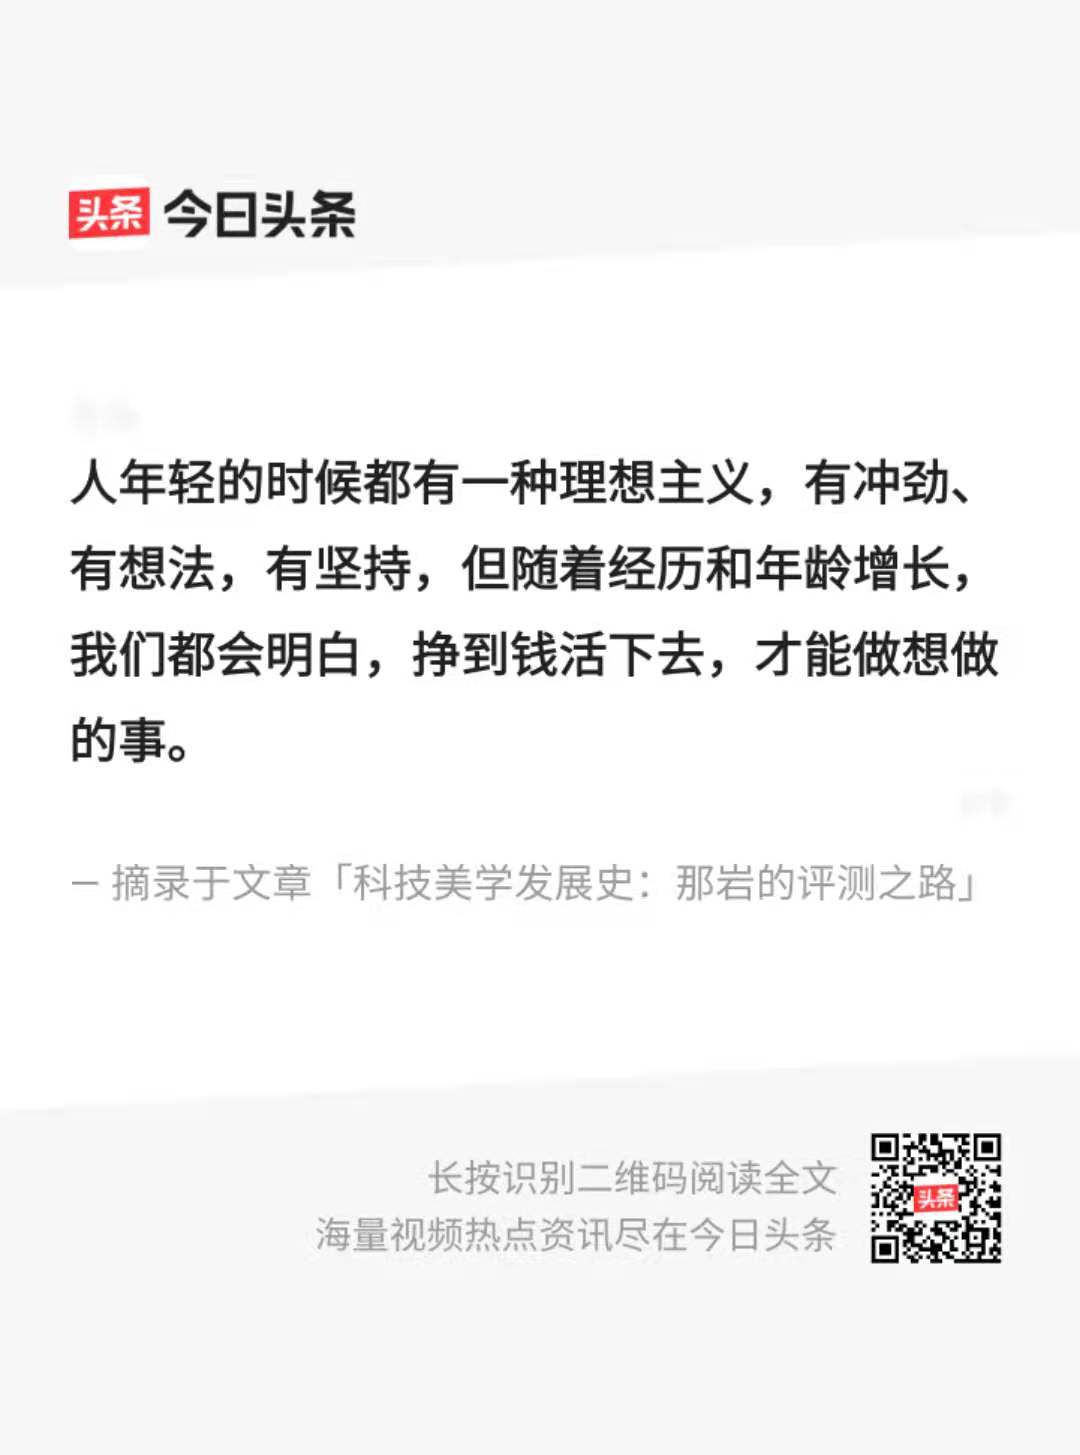 头条 今日头条
人年轻的时候都有一种理想主义，有冲劲、
有想法，有坚持，但随着经历和年龄增长，
我们都会明白，挣到钱活下去，才能做想做
的事。
— 摘录于文章「科技美学发展史：那岩的评测之路」
长按识别二维码阅读全文
海量视频热点资讯尽在今日头条
头条